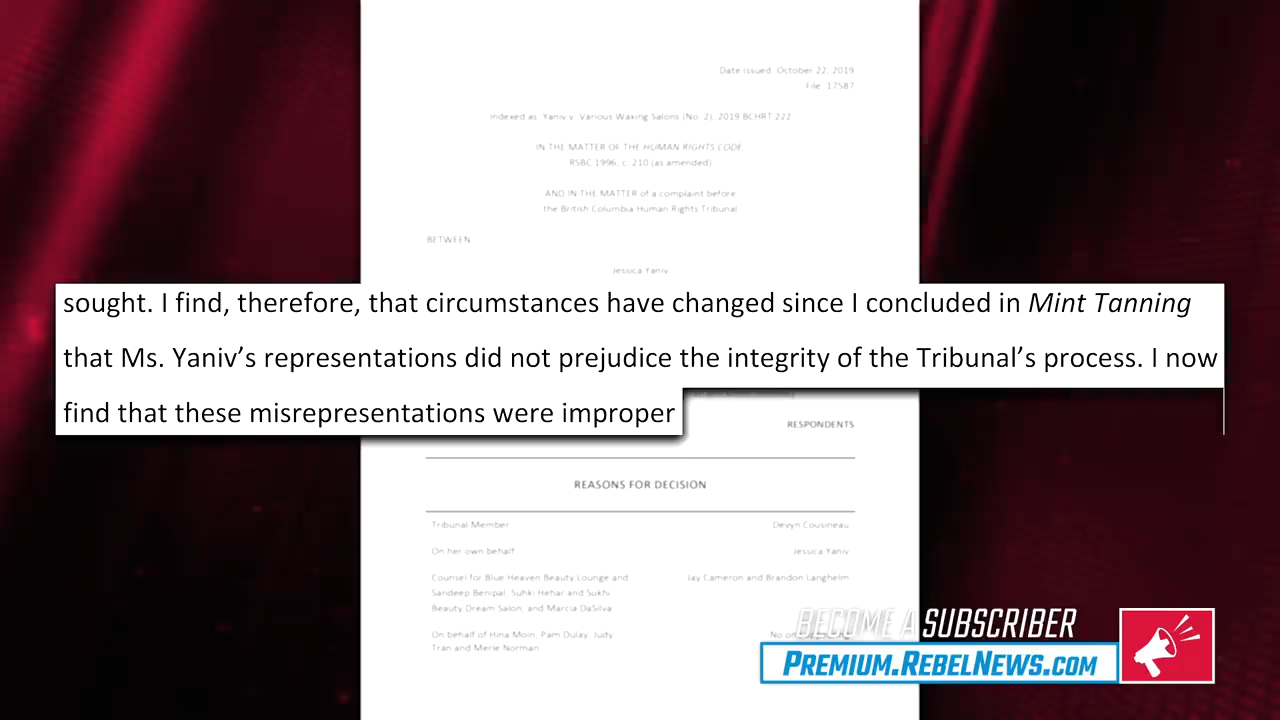 Date issued: October 22, 2019
File: 17587
Indexed as: Yaniv v. Various Waxing Salons (No. 2), 2019 BCHRT 222
IN THE MATTER OF THE HUMAN RIGHTS CODE,
RSBC 1996, c. 210 (as amended)
AND IN THE MATTER of a complaint before
the British Columbia Human Rights Tribunal
BETWEEN
Jessica Yaniv
sought. I find, therefore, that circumstances have changed since I concluded in Mint Tanning
that Ms. Yaniv’s representations did not prejudice the integrity of the Tribunal’s process. I now
find that these misrepresentations were improper
RESPONDENTS
REASONS FOR DECISION
Tribunal Member Devyn Cousineau
On her own behalf Jessica Yaniv
Counsel for Blue Heaven Beauty Lounge and Jay Cameron and Brandon Langhelm
Sandeep Benipal, Suhki Hehar and Sukhi
Beauty Dream Salon, and Marcia DaSilva
On behalf of Hina Moin, Pam Dulay, Judy No
Tran and Merle Norman
BECOME A SUBSCRIBER
PREMIUM.REBELNEWS.COM